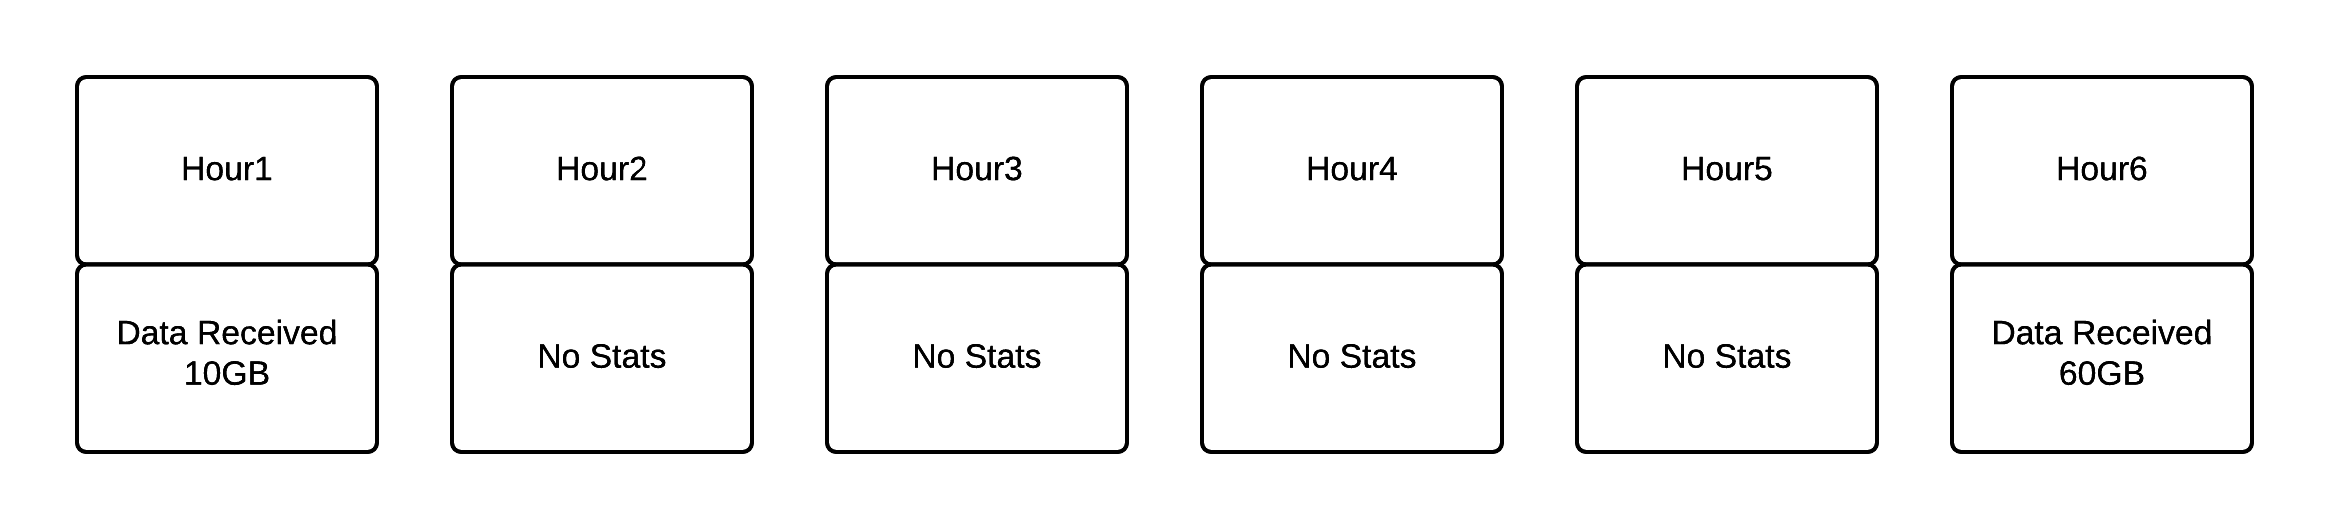 Hour1
Data Received
10GB
Hour2
No Stats
Hour3
No Stats
Hour4
No Stats
Hour5
No Stats
Hour6
Data Received
60GB